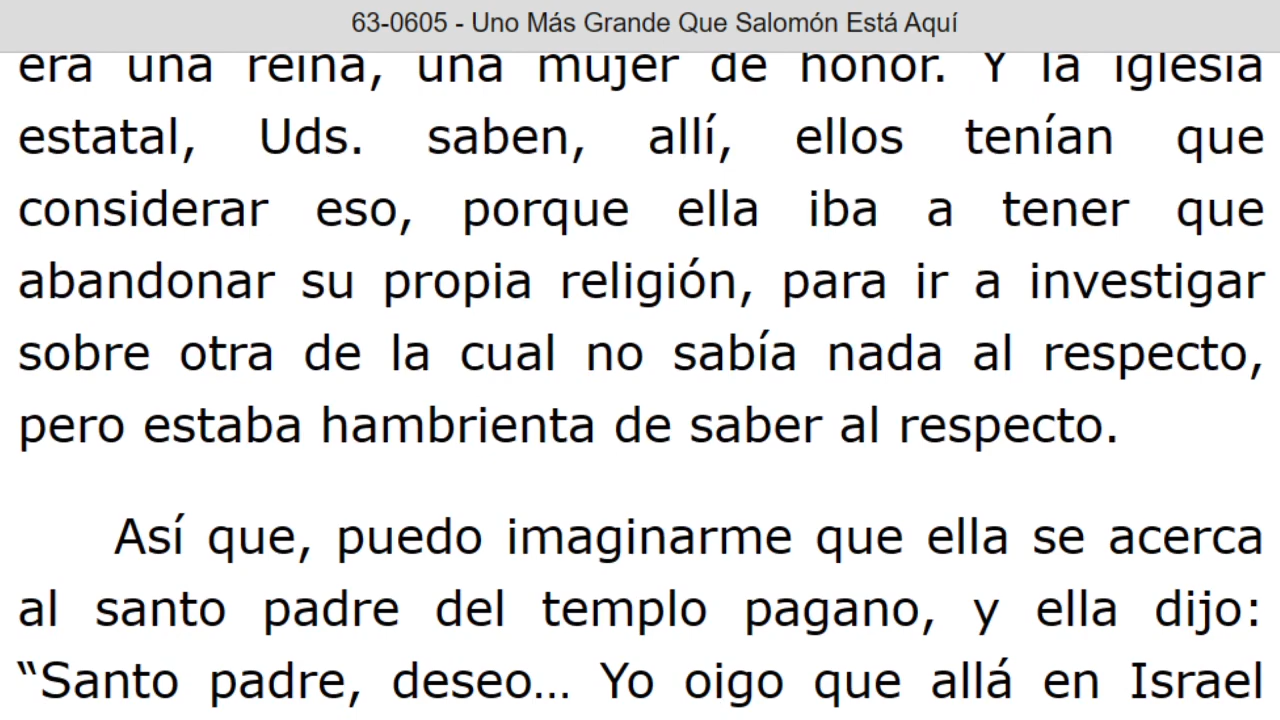 63-0605 - Uno Más Grande Que Salomón Está Aquí
era una reina, una mujer de honor. Y la iglesia
estatal, Uds. saben, allí, ellos tenían que
considerar eso, porque ella iba a tener que
abandonar su propia religión, para ir a investigar
sobre otra de la cual no sabía nada al respecto,
pero estaba hambrienta de saber al respecto.
Así que, puedo imaginarme que ella se acerca
al santo padre del templo pagano, y ella dijo:
“Santo padre, deseo… Yo oigo que allá en Israel